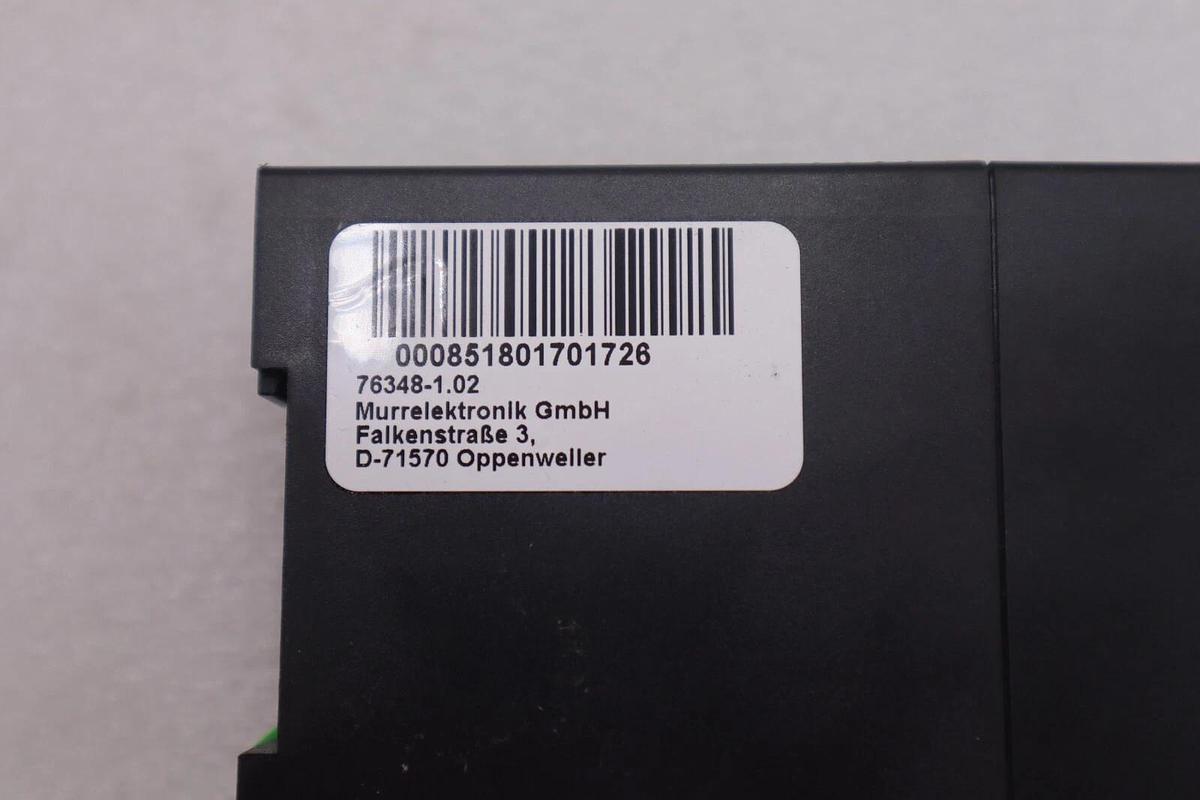 000851801701726
76348-1.02
Murrelektronik GmbH
Falkenstraße 3,
D-71570 Oppenweiler